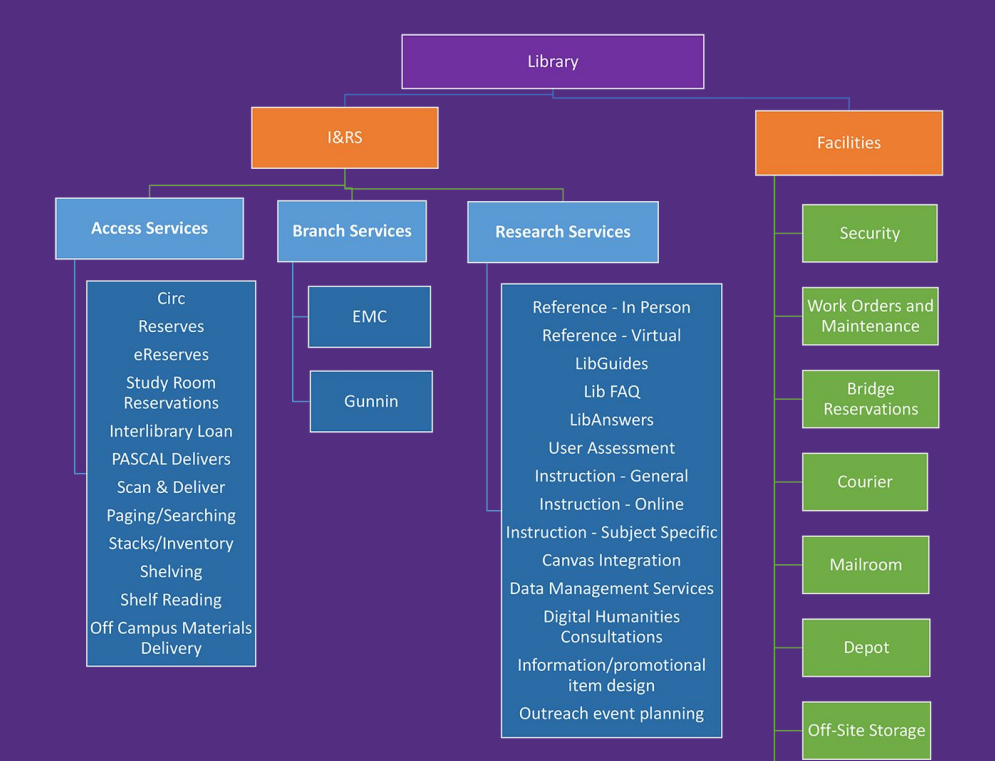 Library
I&RS
Facilities
Access Services
Branch Services
Research Services
Circ
Reserves
eReserves
Study Room
Reservations
Interlibrary Loan
PASCAL Delivers
Scan & Deliver
Paging/Searching
Stacks/Inventory
Shelving
Shelf Reading
Off Campus Materials
Delivery
EMC
Gunnin
Reference - In Person
Reference - Virtual
LibGuides
Lib FAQ
LibAnswers
User Assessment
Instruction - General
Instruction - Online
Instruction - Subject Specific
Canvas Integration
Data Management Services
Digital Humanities
Consultations
Information/promotional
item design
Outreach event planning
Security
Work Orders and
Maintenance
Bridge
Reservations
Courier
Mailroom
Depot
Off-Site Storage